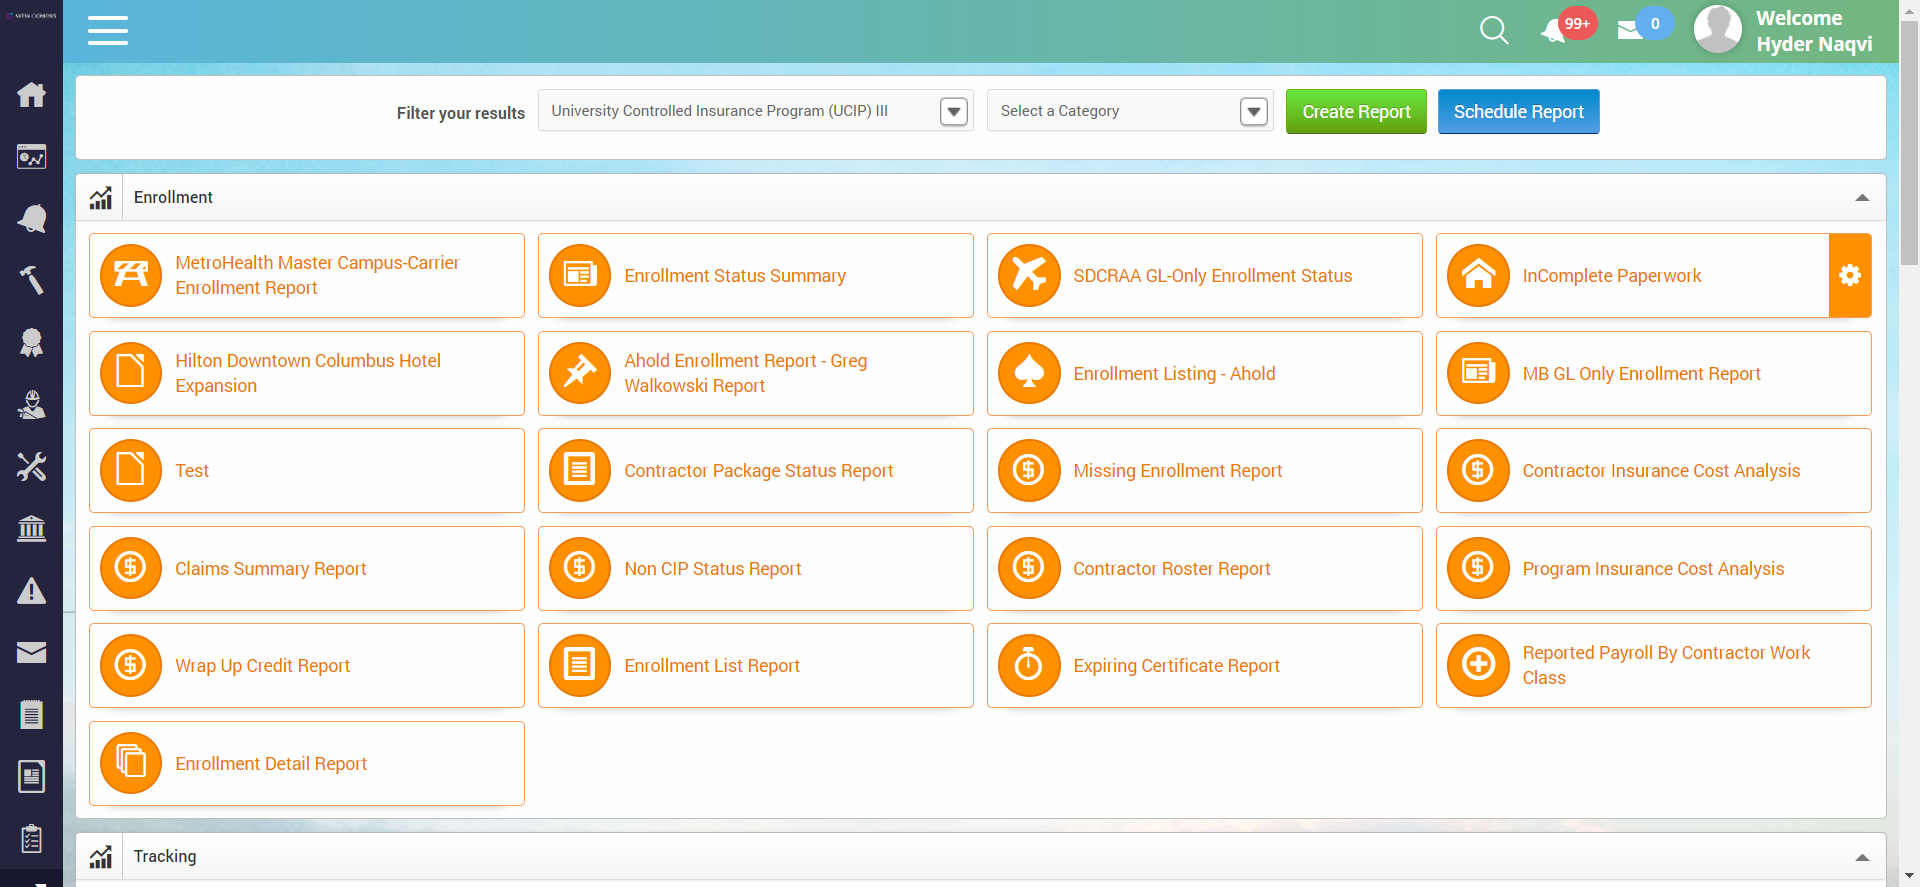 WTW COMPAS
99+
0
Welcome
Hyder Naqvi
Filter your results
University Controlled Insurance Program (UCIP) III
Select a Category
Create Report
Schedule Report
Enrollment
MetroHealth Master Campus-Carrier
Enrollment Report
Enrollment Status Summary
SDCRAA GL-Only Enrollment Status
InComplete Paperwork
Hilton Downtown Columbus Hotel
Expansion
Ahold Enrollment Report - Greg
Walkowski Report
Enrollment Listing - Ahold
MB GL Only Enrollment Report
Test
Contractor Package Status Report
Missing Enrollment Report
Contractor Insurance Cost Analysis
Claims Summary Report
Non CIP Status Report
Contractor Roster Report
Program Insurance Cost Analysis
Wrap Up Credit Report
Enrollment List Report
Expiring Certificate Report
Reported Payroll By Contractor Work
Class
Enrollment Detail Report
Tracking